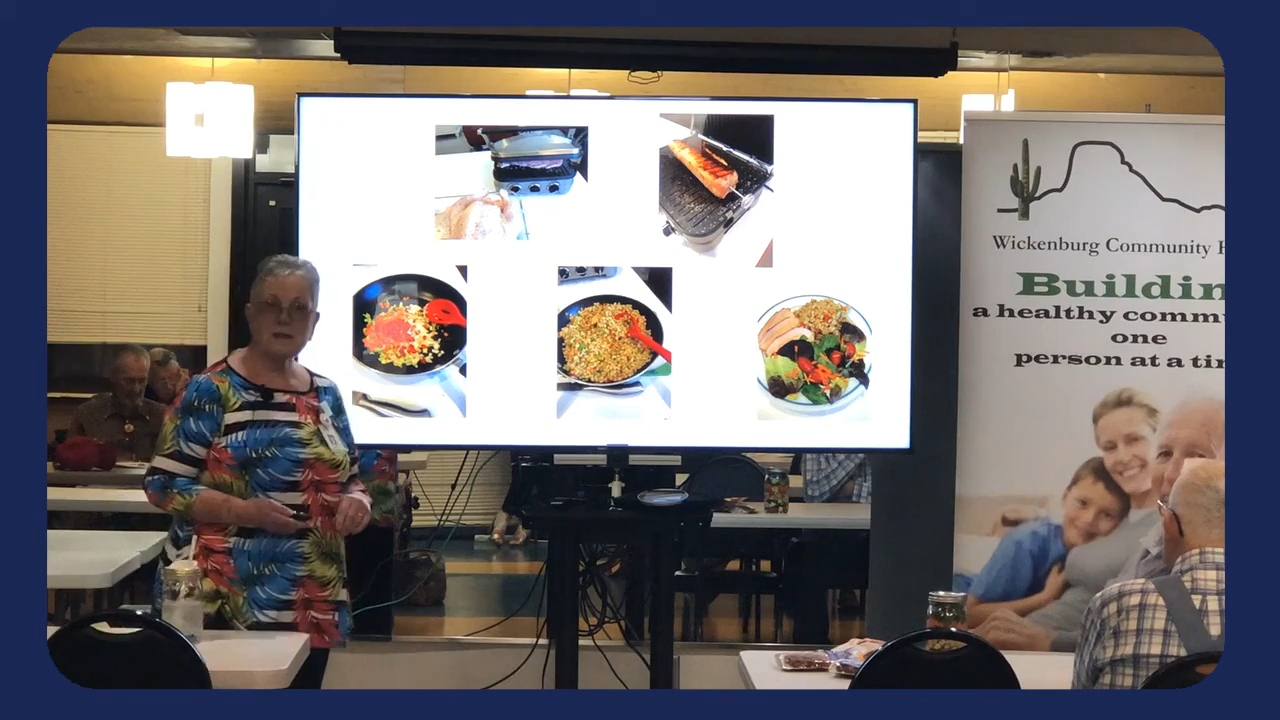 Wickenburg Community
Buildin
a healthy commu
one
person at a tim